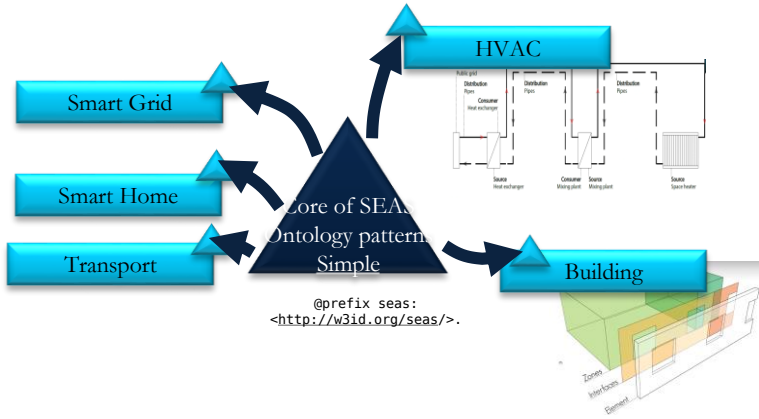 HVAC
Smart Grid
Public grid
Distribution
Pipes
Consumer
Heat exchanger
Distribution
Pipes
Distribution
Pipes
Source
Heat exchanger
Consumer
Mixing plant
Source
Mixing plant
Source
Space heater
Smart Home
Transport
Core of SEAs
Ontology pattern
Simple
Building
@prefix seas:
<http://w3id.org/seas/>.
Zones
Interfaces
Element